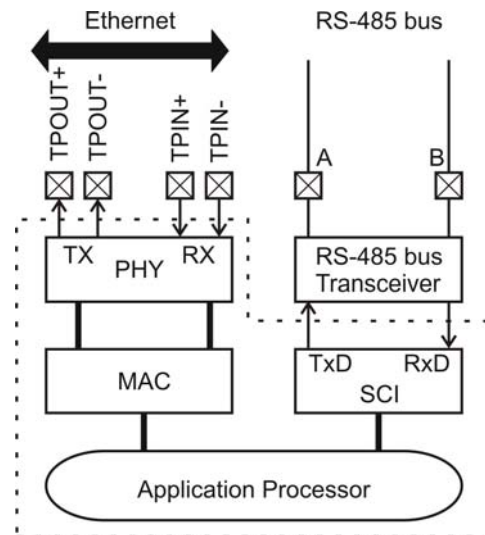 Ethernet
RS-485 bus
TPOUT+
TPOUT-
TPIN+
TPIN-
A
B
TX
RX
PHY
RS-485 bus
Transceiver
MAC
TxD
RxD
SCI
Application Processor